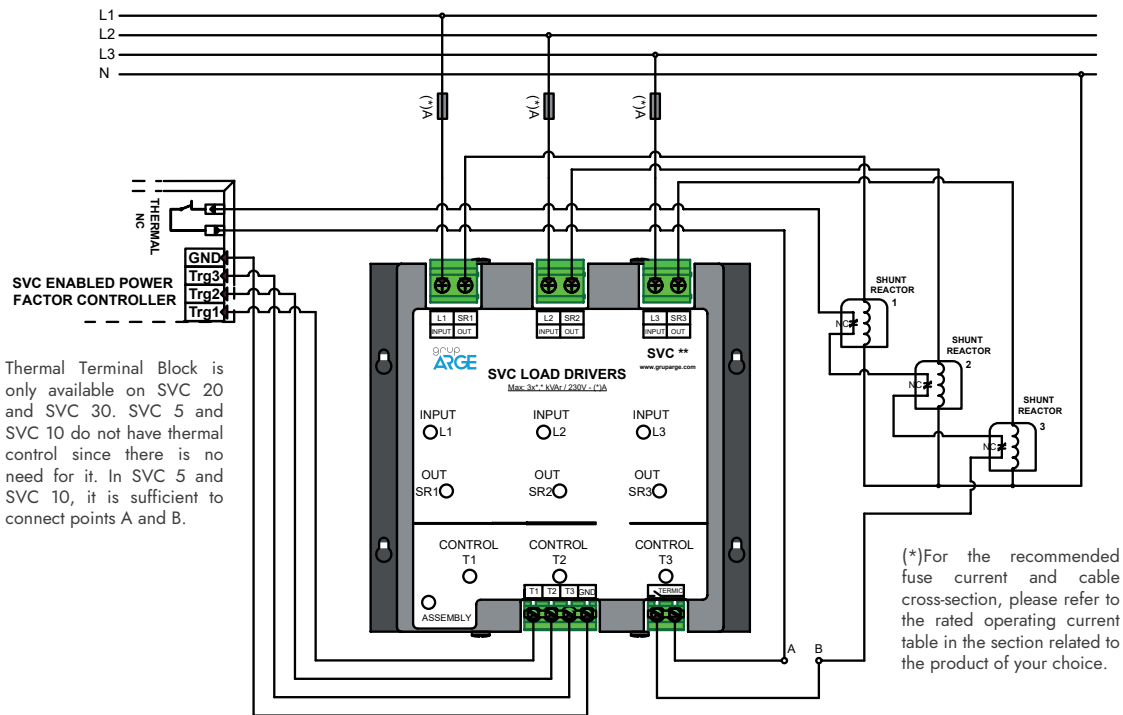 L1
L2
L3
N
(*)A
(*)A
(*)A
THERMAL
NC
GND
Trg3
Trg2
Trg1
SVC ENABLED POWER
FACTOR CONTROLLER
Thermal Terminal Block is
only available on SVC 20
and SVC 30. SVC 5 and
SVC 10 do not have thermal
control since there is no
need for it. In SVC 5 and
SVC 10, it is sufficient to
connect points A and B.
L1 SR1
INPUT OUT
L2 SR2
INPUT OUT
L3 SR3
INPUT OUT
grup
ARGE
SVC **
www.gruparge.com
SVC LOAD DRIVERS
Max: 3x*,* kVAr / 230V - (*)A
INPUT
L1
INPUT
L2
INPUT
L3
OUT
SR1
OUT
SR2
OUT
SR3
CONTROL
T1
CONTROL
T2
CONTROL
T3
ASSEMBLY
T1 T2 T3 GND
TERMIC
SHUNT
REACTOR
1
NC
SHUNT
REACTOR
2
NC
SHUNT
REACTOR
3
NC
A
B
(*)For the recommended
fuse current and cable
cross-section, please refer to
the rated operating current
table in the section related to
the product of your choice.